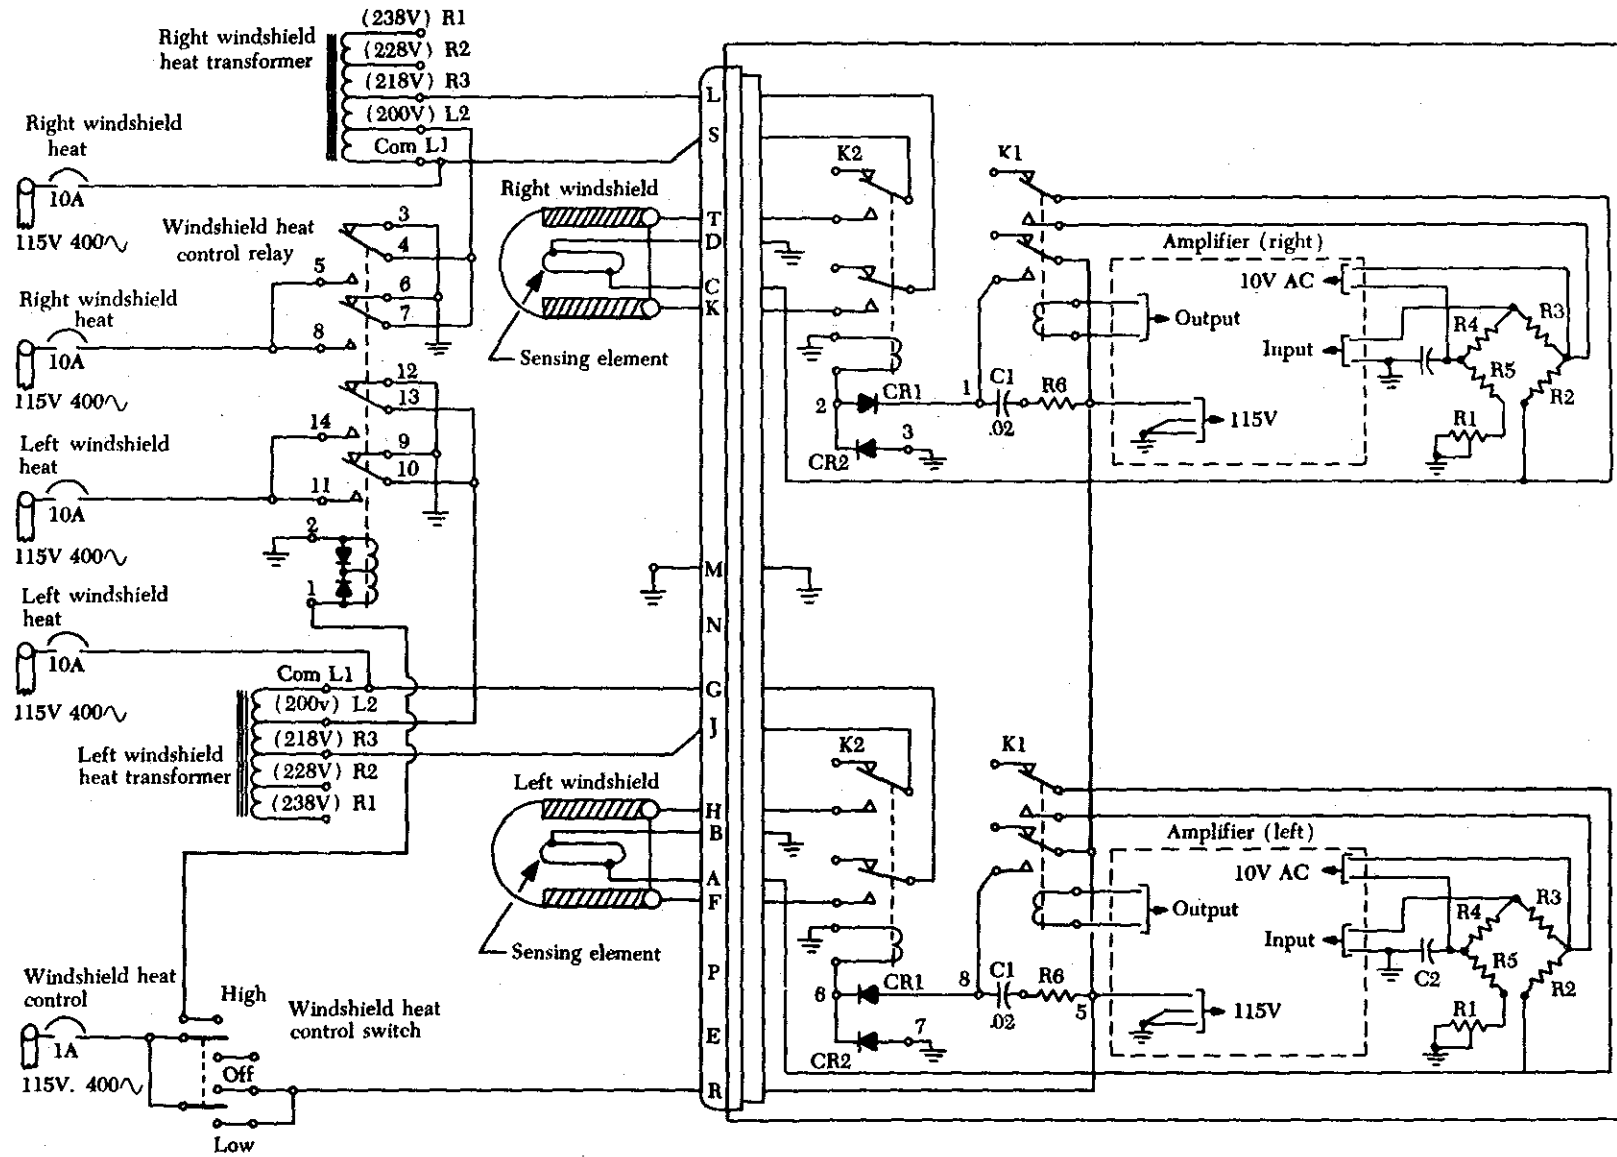 (238V) R1
Right windshield
heat transformer
(228V) R2
(218V) R3
(200V) L2
Com L1
Right windshield
heat
10A
115V 400
Windshield heat
control relay
3
4
5
6
7
8
Right windshield
heat
10A
115V 400
12
13
14
9
10
11
Left windshield
heat
10A
115V 400
2
1
Left windshield
heat
10A
115V 400
Com L1
(200v) L2
(218V) R3
(228V) R2
(238V) R1
Left windshield
heat transformer
Windshield heat
control
1A
115V. 400
High
Off
Low
Windshield heat
control switch
Right windshield
Sensing element
Left windshield
Sensing element
L
S
T
D
C
K
M
N
G
J
H
B
A
F
P
E
R
K2
K1
Amplifier (right)
10V AC
Output
Input
R4
R3
R5
R2
R1
2
CR1
1
C1
.02
R6
115V
CR2
3
K2
K1
Amplifier (left)
10V AC
Output
Input
C2
R4
R3
R5
R2
R1
6
CR1
8
C1
.02
R6
5
115V
CR2
7